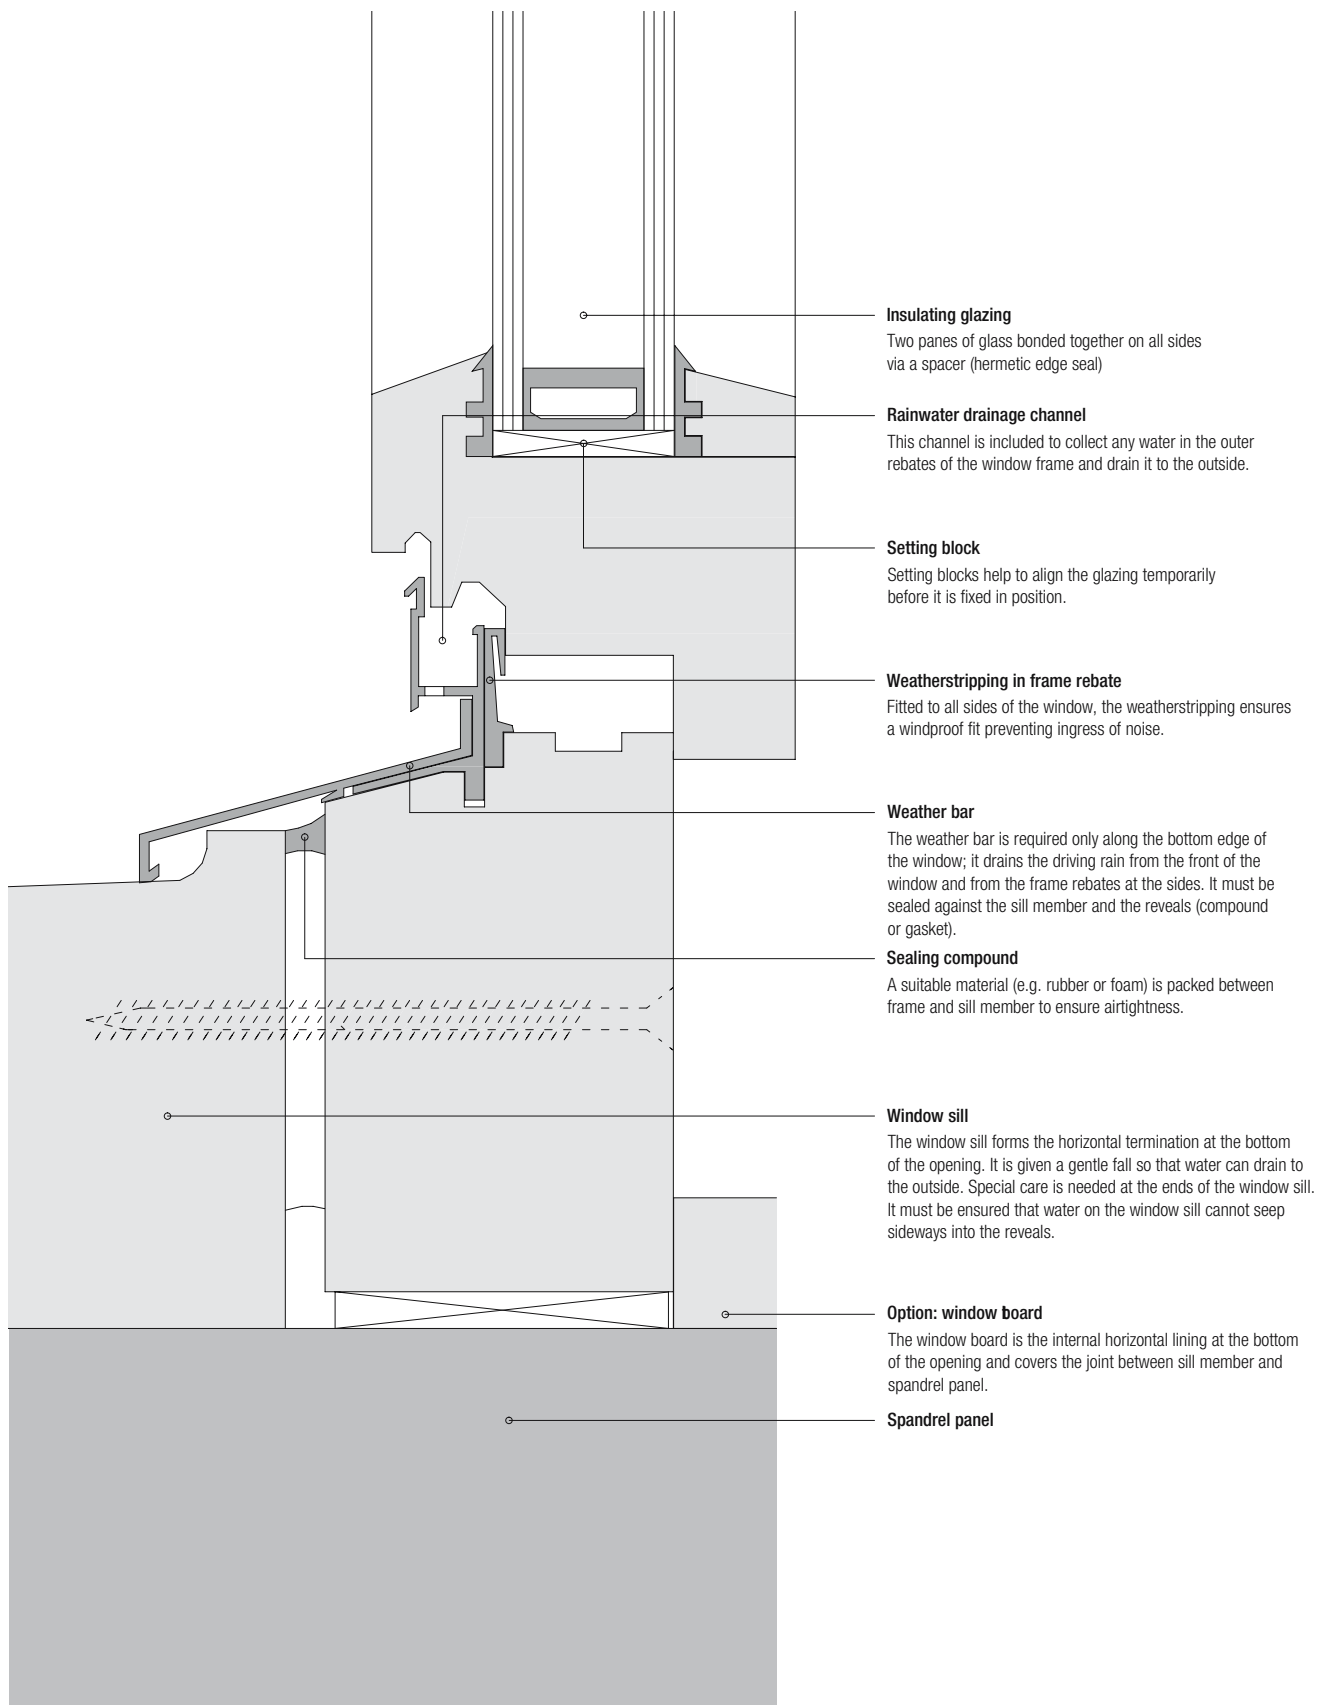 Insulating glazing
Two panes of glass bonded together on all sides
via a spacer (hermetic edge seal)
Rainwater drainage channel
This channel is included to collect any water in the outer
rebates of the window frame and drain it to the outside.
Setting block
Setting blocks help to align the glazing temporarily
before it is fixed in position.
Weatherstripping in frame rebate
Fitted to all sides of the window, the weatherstripping ensures
a windproof fit preventing ingress of noise.
Weather bar
The weather bar is required only along the bottom edge of
the window; it drains the driving rain from the front of the
window and from the frame rebates at the sides. It must be
sealed against the sill member and the reveals (compound
or gasket).
Sealing compound
A suitable material (e.g. rubber or foam) is packed between
frame and sill member to ensure airtightness.
Window sill
The window sill forms the horizontal termination at the bottom
of the opening. It is given a gentle fall so that water can drain to
the outside. Special care is needed at the ends of the window sill.
It must be ensured that water on the window sill cannot seep
sideways into the reveals.
Option: window board
The window board is the internal horizontal lining at the bottom
of the opening and covers the joint between sill member and
spandrel panel.
Spandrel panel